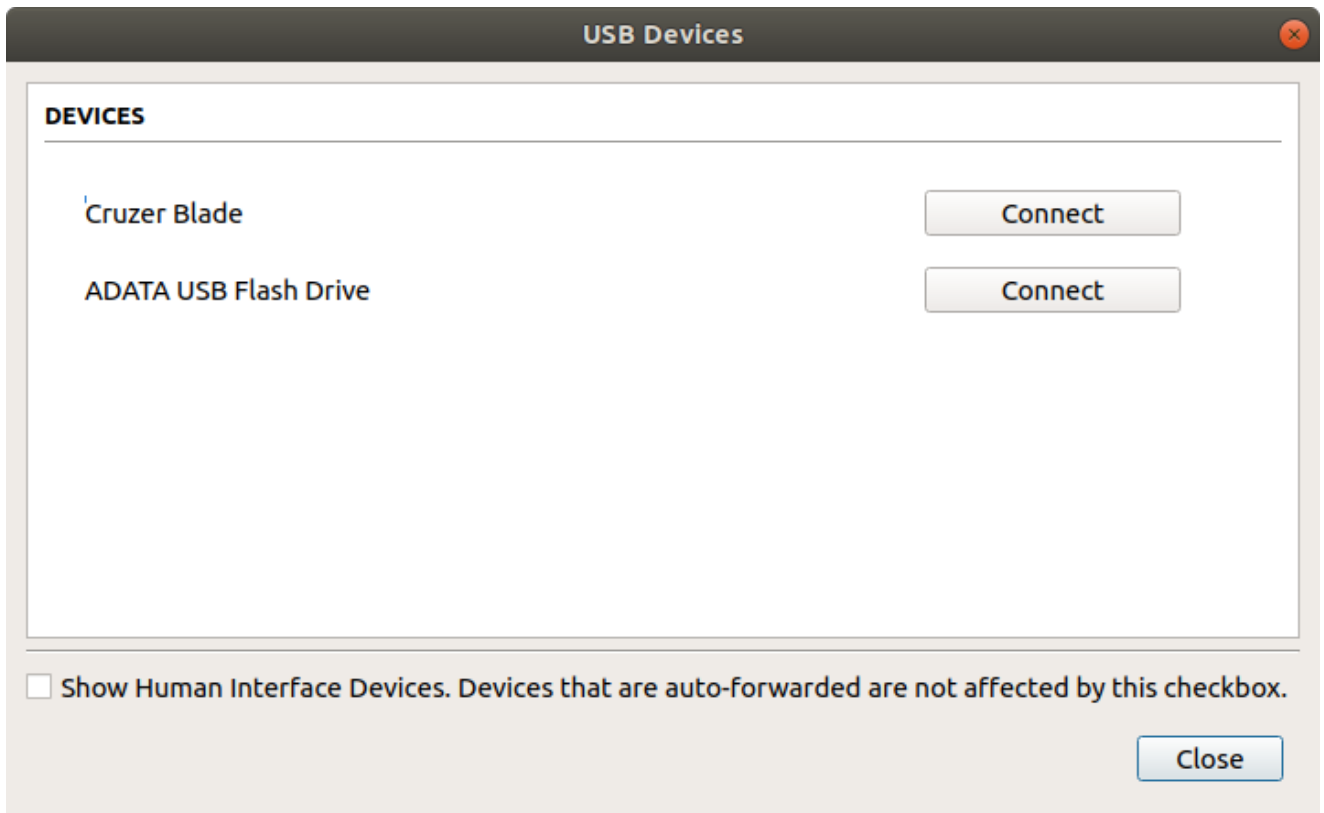 USB Devices
DEVICES
Cruzer Blade Connect
ADATA USB Flash Drive Connect
Show Human Interface Devices. Devices that are auto-forwarded are not affected by this checkbox.
Close